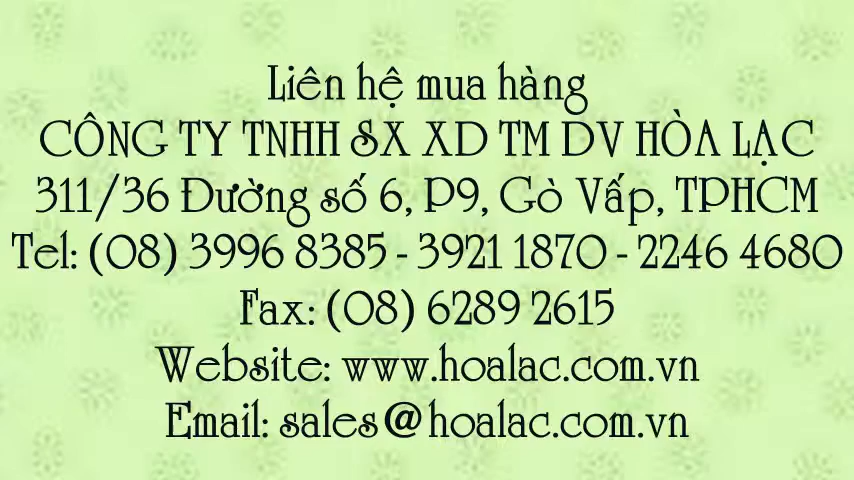 Liên hệ mua hàng
CÔNG TY TNHH SX XD TM DV HÒA LẠC
311/36 Đường số 6, P9, Gò Vấp, TPHCM
Tel: (08) 3996 8385 - 3921 1870 - 2246 4680
Fax: (08) 6289 2615
Website: www.hoalac.com.vn
Email: sales@hoalac.com.vn